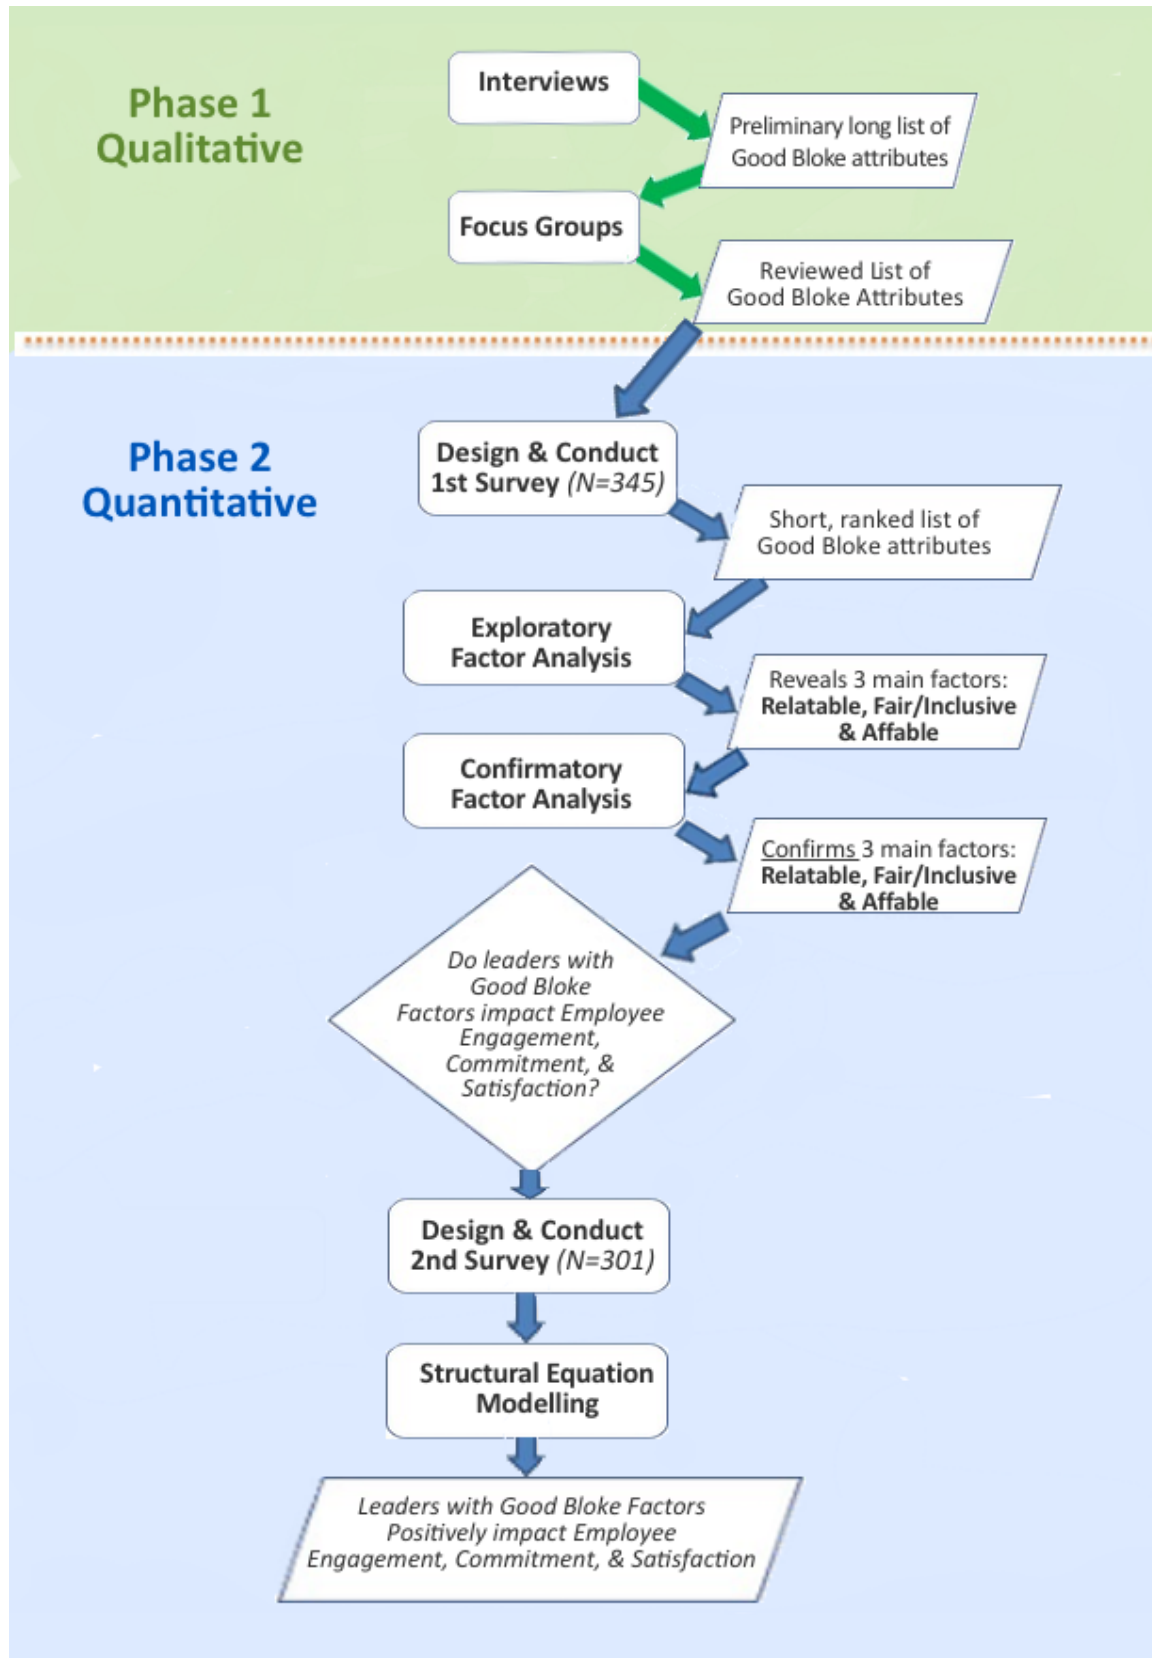 Phase 1
Qualitative
Interviews
Preliminary long list of
Good Bloke attributes
Focus Groups
Reviewed List of
Good Bloke Attributes
Phase 2
Quantitative
Design & Conduct
1st Survey (N=345)
Short, ranked list of
Good Bloke attributes
Exploratory
Factor Analysis
Reveals 3 main factors:
Relatable, Fair/Inclusive
& Affable
Confirmatory
Factor Analysis
Confirms 3 main factors:
Relatable, Fair/Inclusive
& Affable
Do leaders with
Good Bloke
Factors impact Employee
Engagement,
Commitment, &
Satisfaction?
Design & Conduct
2nd Survey (N=301)
Structural Equation
Modelling
Leaders with Good Bloke Factors
Positively impact Employee
Engagement, Commitment, & Satisfaction